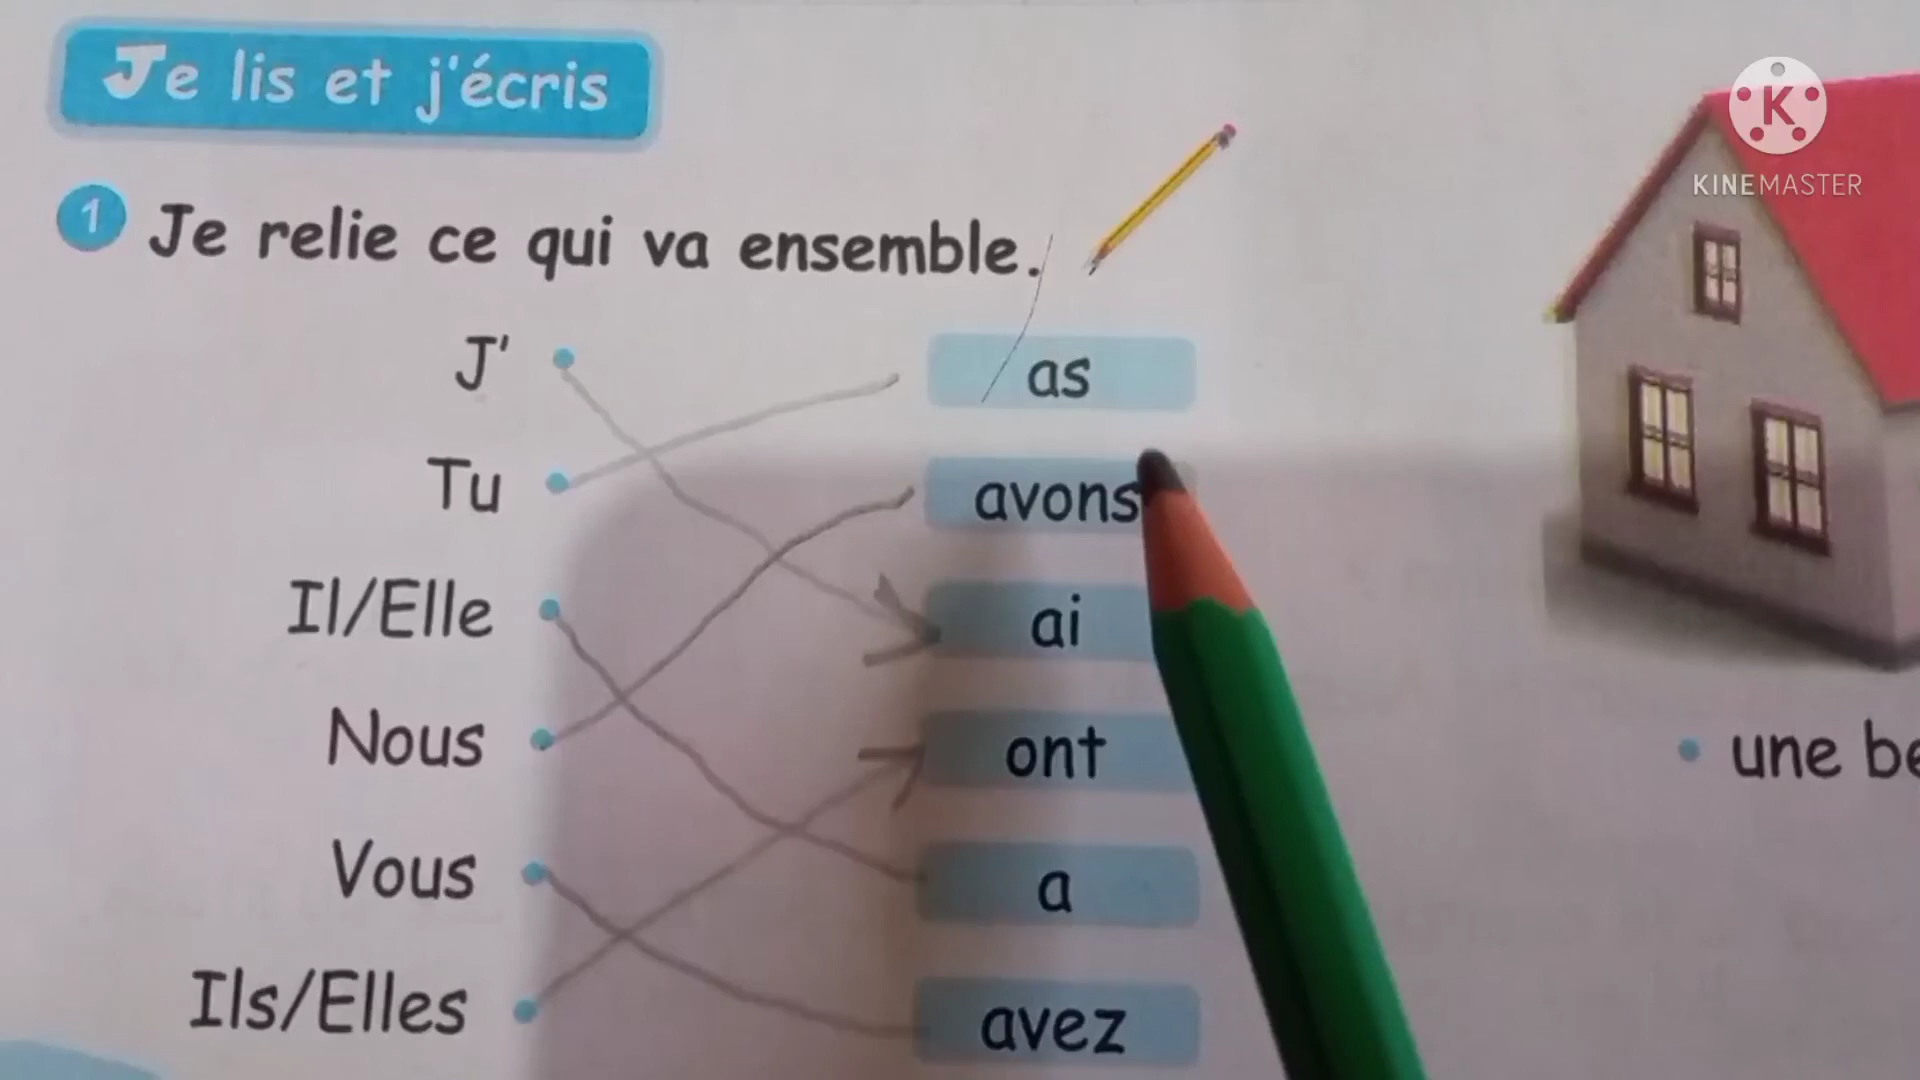 Je lis et j'écris
1 Je relie ce qui va ensemble.
J' as
Tu avons
Il/Elle ai
Nous ont
Vous a
Ils/Elles avez
une
K
KINEMASTER